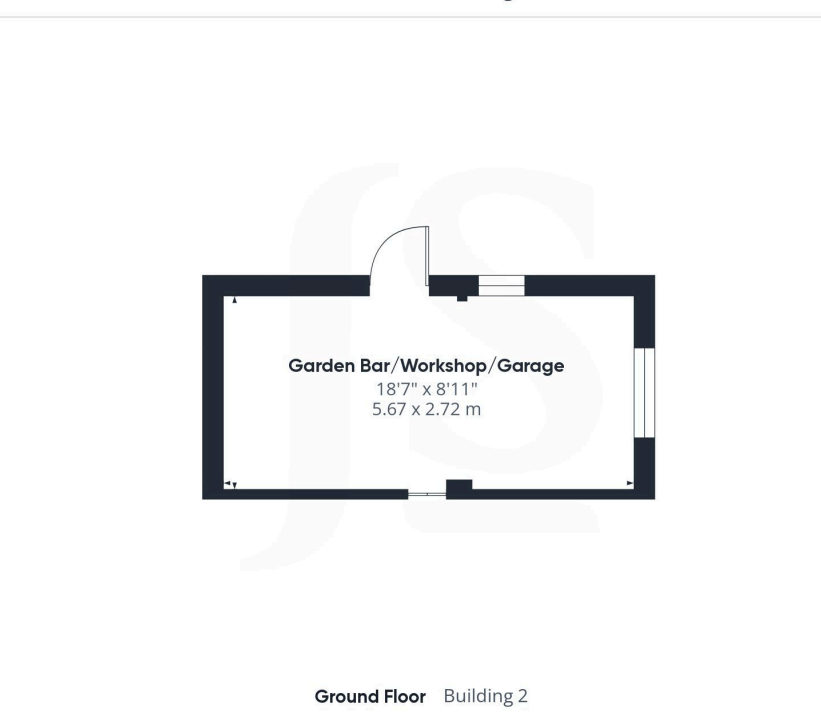 Garden Bar/Workshop/Garage
18'7" x 8'11"
5.67 x 2.72 m
Ground Floor Building 2